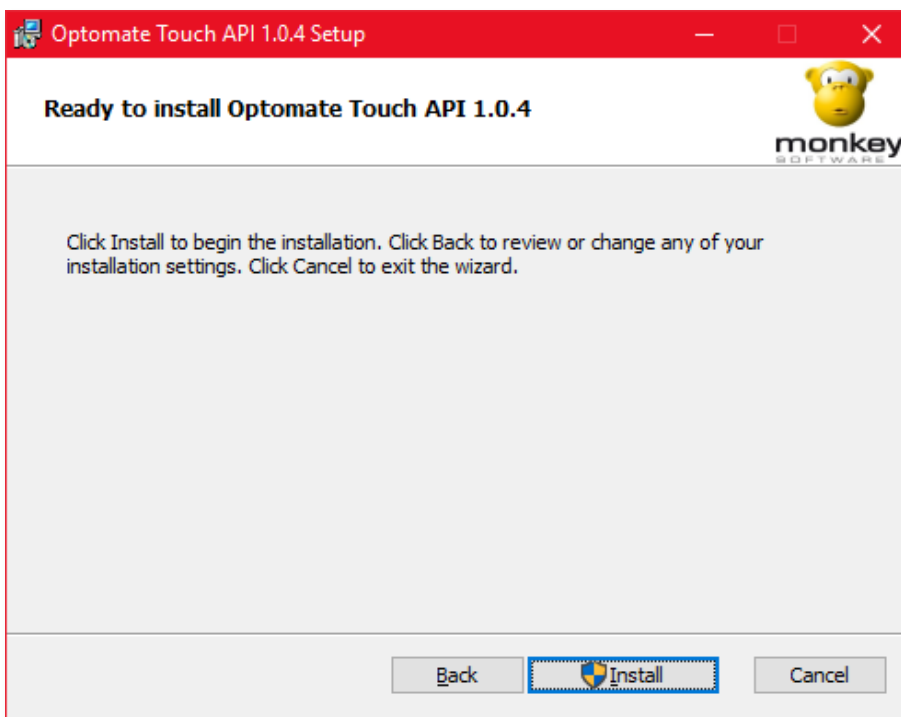 Optomate Touch API 1.0.4 Setup
Ready to install Optomate Touch API 1.0.4
monkey
SOFTWARE
Click Install to begin the installation. Click Back to review or change any of your
installation settings. Click Cancel to exit the wizard.
Back
Install
Cancel